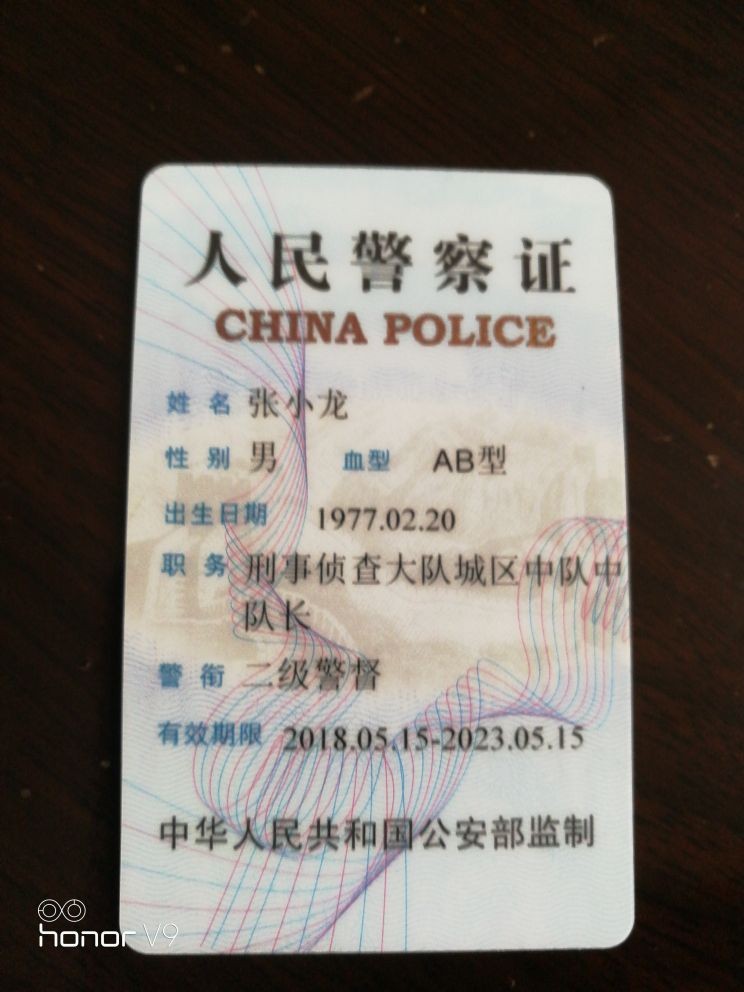 人民警察证
CHINA POLICE
姓 名 张小龙
性 别 男 血型 AB型
出生日期 1977.02.20
职 务 刑事侦查大队城区中队中
队长
警 衔 二级警督
有效期限 2018.05.15-2023.05.15
中华人民共和国公安部监制
honor V9